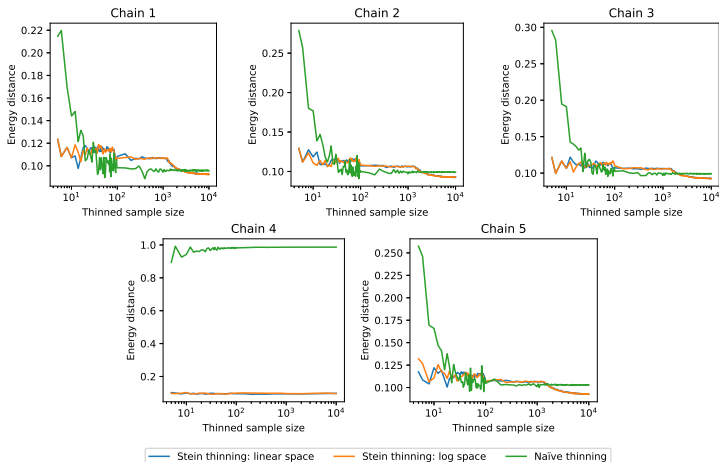 Chain 1
Energy distance
0.22
0.20
0.18
0.16
0.14
0.12
0.10
10¹ 10² 10³ 10⁴
Thinned sample size
Chain 2
Energy distance
0.25
0.20
0.15
0.10
10¹ 10² 10³ 10⁴
Thinned sample size
Chain 3
Energy distance
0.30
0.25
0.20
0.15
0.10
10¹ 10² 10³ 10⁴
Thinned sample size
Chain 4
Energy distance
1.0
0.8
0.6
0.4
0.2
10¹ 10² 10³ 10⁴
Thinned sample size
Chain 5
Energy distance
0.250
0.225
0.200
0.175
0.150
0.125
0.100
10¹ 10² 10³ 10⁴
Thinned sample size
Stein thinning: linear space Stein thinning: log space Naïve thinning